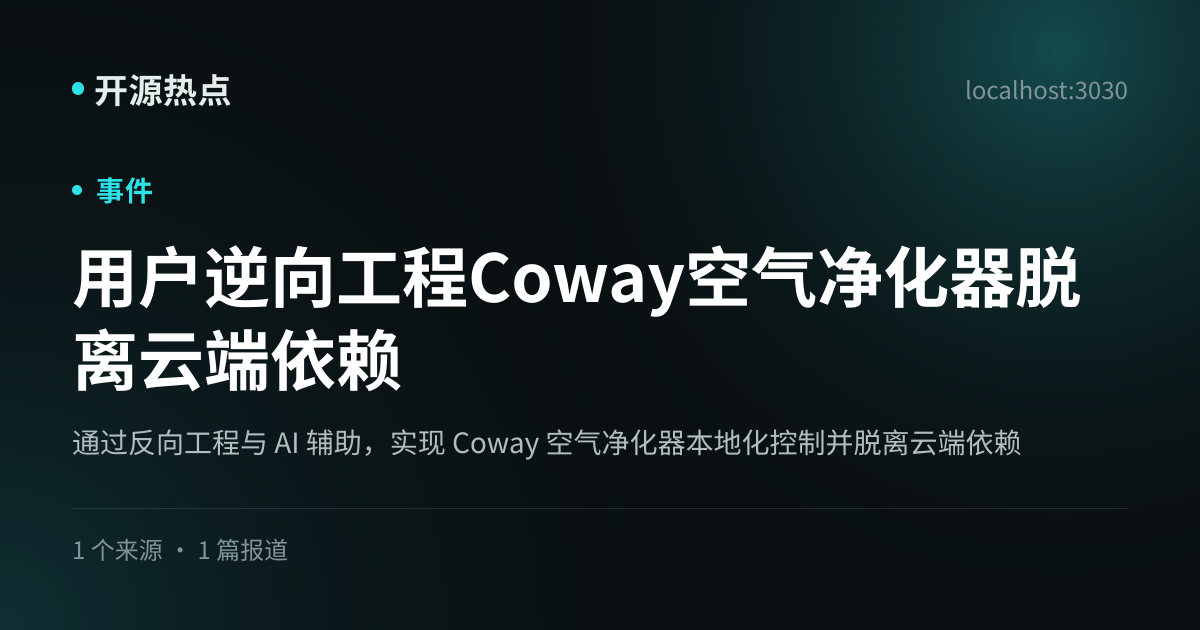 开源热点
localhost:3030
事件
用户逆向工程Coway空气净化器脱
离云端依赖
通过反向工程与 AI 辅助，实现 Coway 空气净化器本地化控制并脱离云端依赖
1 个来源 · 1 篇报道